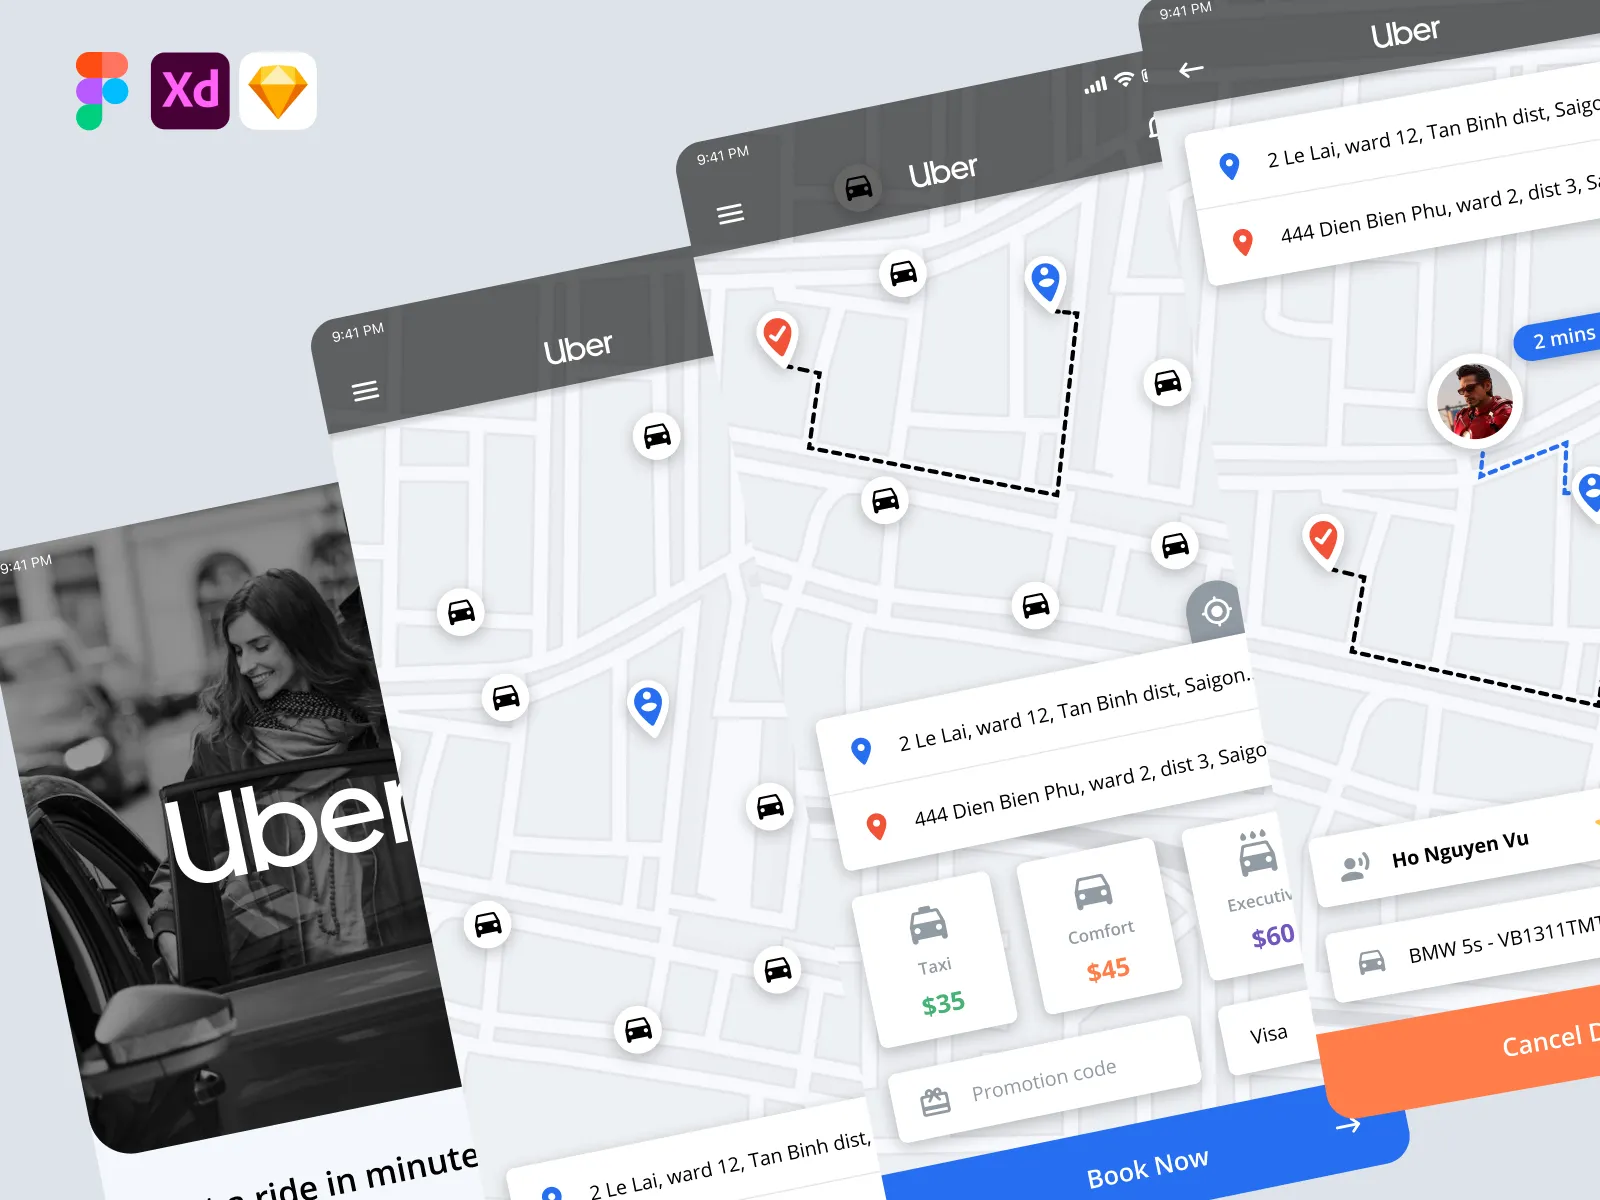 Xd
9:41 PM
Uber
ride in minute
9:41 PM
Uber
2 Le Lai, ward 12, Tan Binh dist,
9:41 PM
Uber
2 Le Lai, ward 12, Tan Binh dist, Saigon..
444 Dien Bien Phu, ward 2, dist 3, Saigo
Taxi
$35
Comfort
$45
Executiv
$60
Promotion code
Visa
Book Now
9:41 PM
Uber
2 Le Lai, ward 12, Tan Binh dist, Saigo
444 Dien Bien Phu, ward 2, dist 3, Sa
2 mins
Ho Nguyen Vu
BMW 5s - VB1311TMT
Cancel D